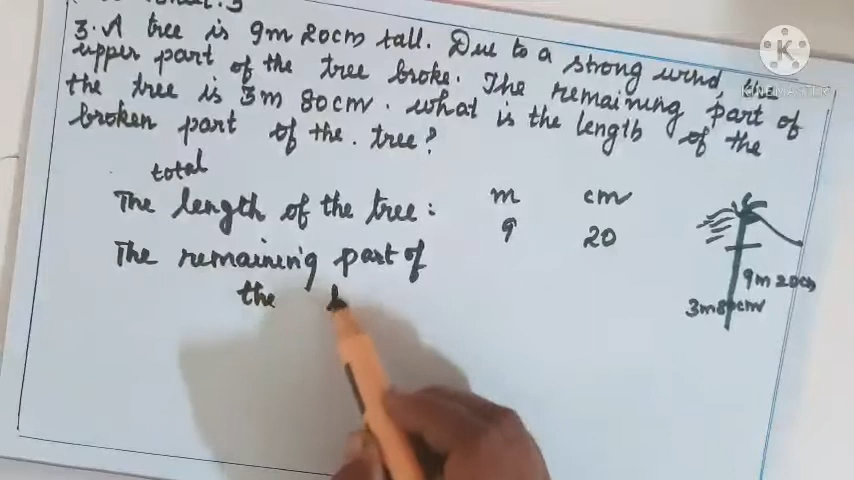 3. A tree is 9m 20cm tall. Due to a strong wind, the
upper part of the tree broke. The remaining part of
the tree is 3m 80cm. what is the length of the
broken part of the. tree?
total
The length of the tree: m cm
9 20
The remaining part of
the
9m 20cm
3m80cm
KINEMASTER